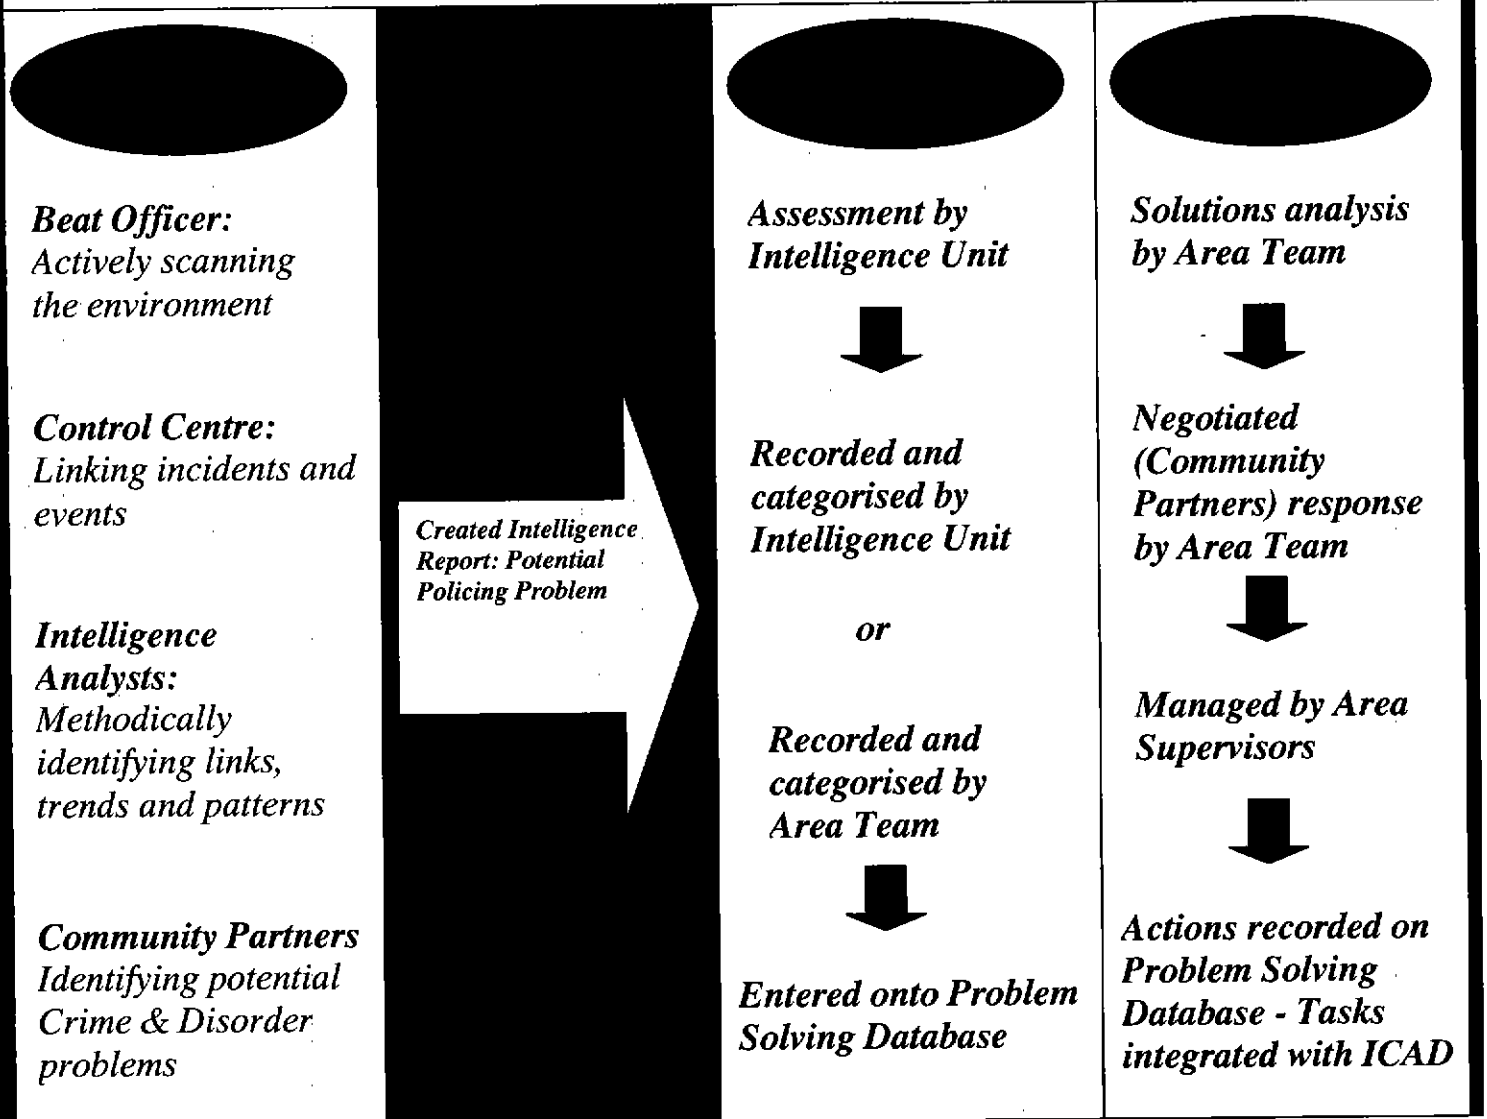 Beat Officer:
Actively scanning
the environment
Control Centre:
Linking incidents and
events
Intelligence
Analysts:
Methodically
identifying links,
trends and patterns
Community Partners
Identifying potential
Crime & Disorder
problems
Created Intelligence
Report: Potential
Policing Problem
Assessment by
Intelligence Unit
Recorded and
categorised by
Intelligence Unit
or
Recorded and
categorised by
Area Team
Entered onto Problem
Solving Database
Solutions analysis
by Area Team
Negotiated
(Community
Partners) response
by Area Team
Managed by Area
Supervisors
Actions recorded on
Problem Solving
Database - Tasks
integrated with ICAD